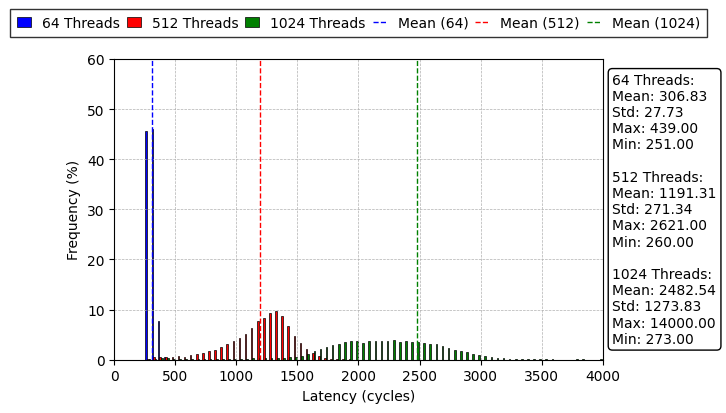 64 Threads 512 Threads 1024 Threads Mean (64) Mean (512) Mean (1024)
60
50
40
30
20
10
0
Frequency (%)
0 500 1000 1500 2000 2500 3000 3500 4000
Latency (cycles)
64 Threads:
Mean: 306.83
Std: 27.73
Max: 439.00
Min: 251.00
512 Threads:
Mean: 1191.31
Std: 271.34
Max: 2621.00
Min: 260.00
1024 Threads:
Mean: 2482.54
Std: 1273.83
Max: 14000.00
Min: 273.00